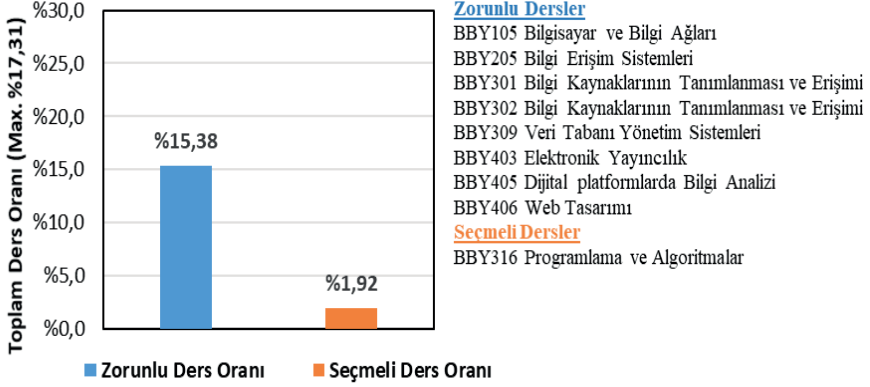 Toplam Ders Oranı (Max. %17,31)
%30,0
%25,0
%20,0
%15,0
%10,0
%5,0
%0,0
%15,38
%1,92
Zorunlu Ders Oranı
Seçmeli Ders Oranı
Zorunlu Dersler
BBY105 Bilgisayar ve Bilgi Ağları
BBY205 Bilgi Erişim Sistemleri
BBY301 Bilgi Kaynaklarının Tanımlanması ve Erişimi
BBY302 Bilgi Kaynaklarının Tanımlanması ve Erişimi
BBY309 Veri Tabanı Yönetim Sistemleri
BBY403 Elektronik Yayıncılık
BBY405 Dijital platformlarda Bilgi Analizi
BBY406 Web Tasarımı
Seçmeli Dersler
BBY316 Programlama ve Algoritmalar